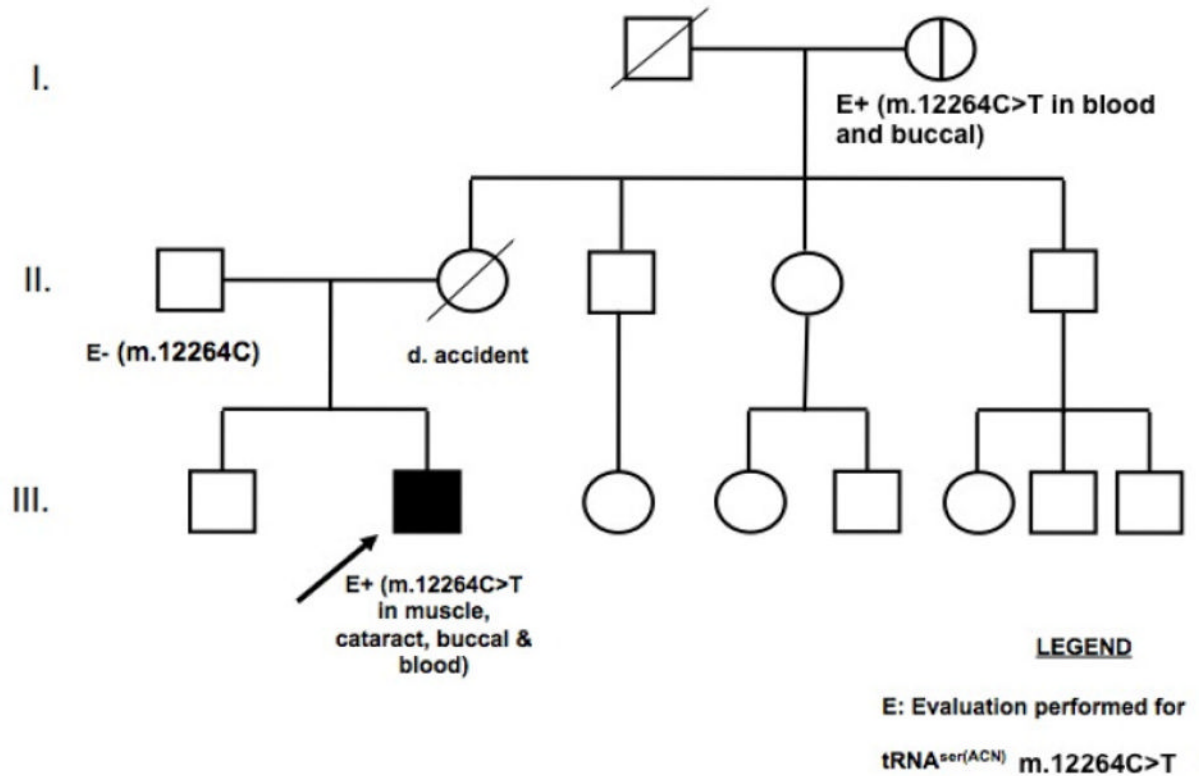 I.
E+ (m.12264C>T in blood
and buccal)
II.
E- (m.12264C)
d. accident
III.
E+ (m.12264C>T
in muscle,
cataract, buccal &
blood)
LEGEND
E: Evaluation performed for
tRNAser(ACN) m.12264C>T